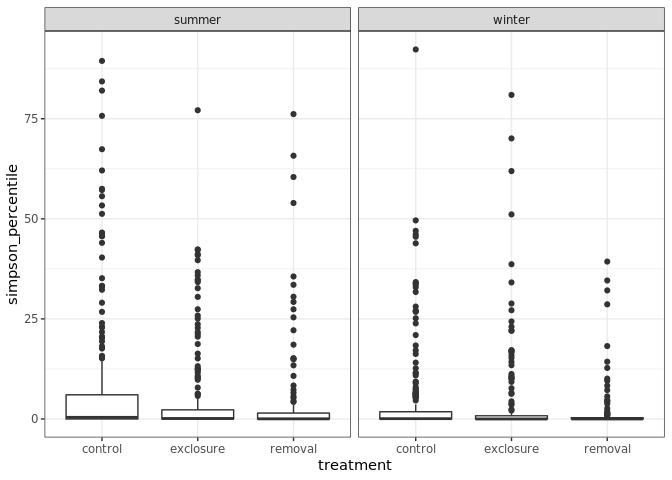 summer
winter
simpson_percentile
75
50
25
0
control
exclosure
removal
control
exclosure
removal
treatment